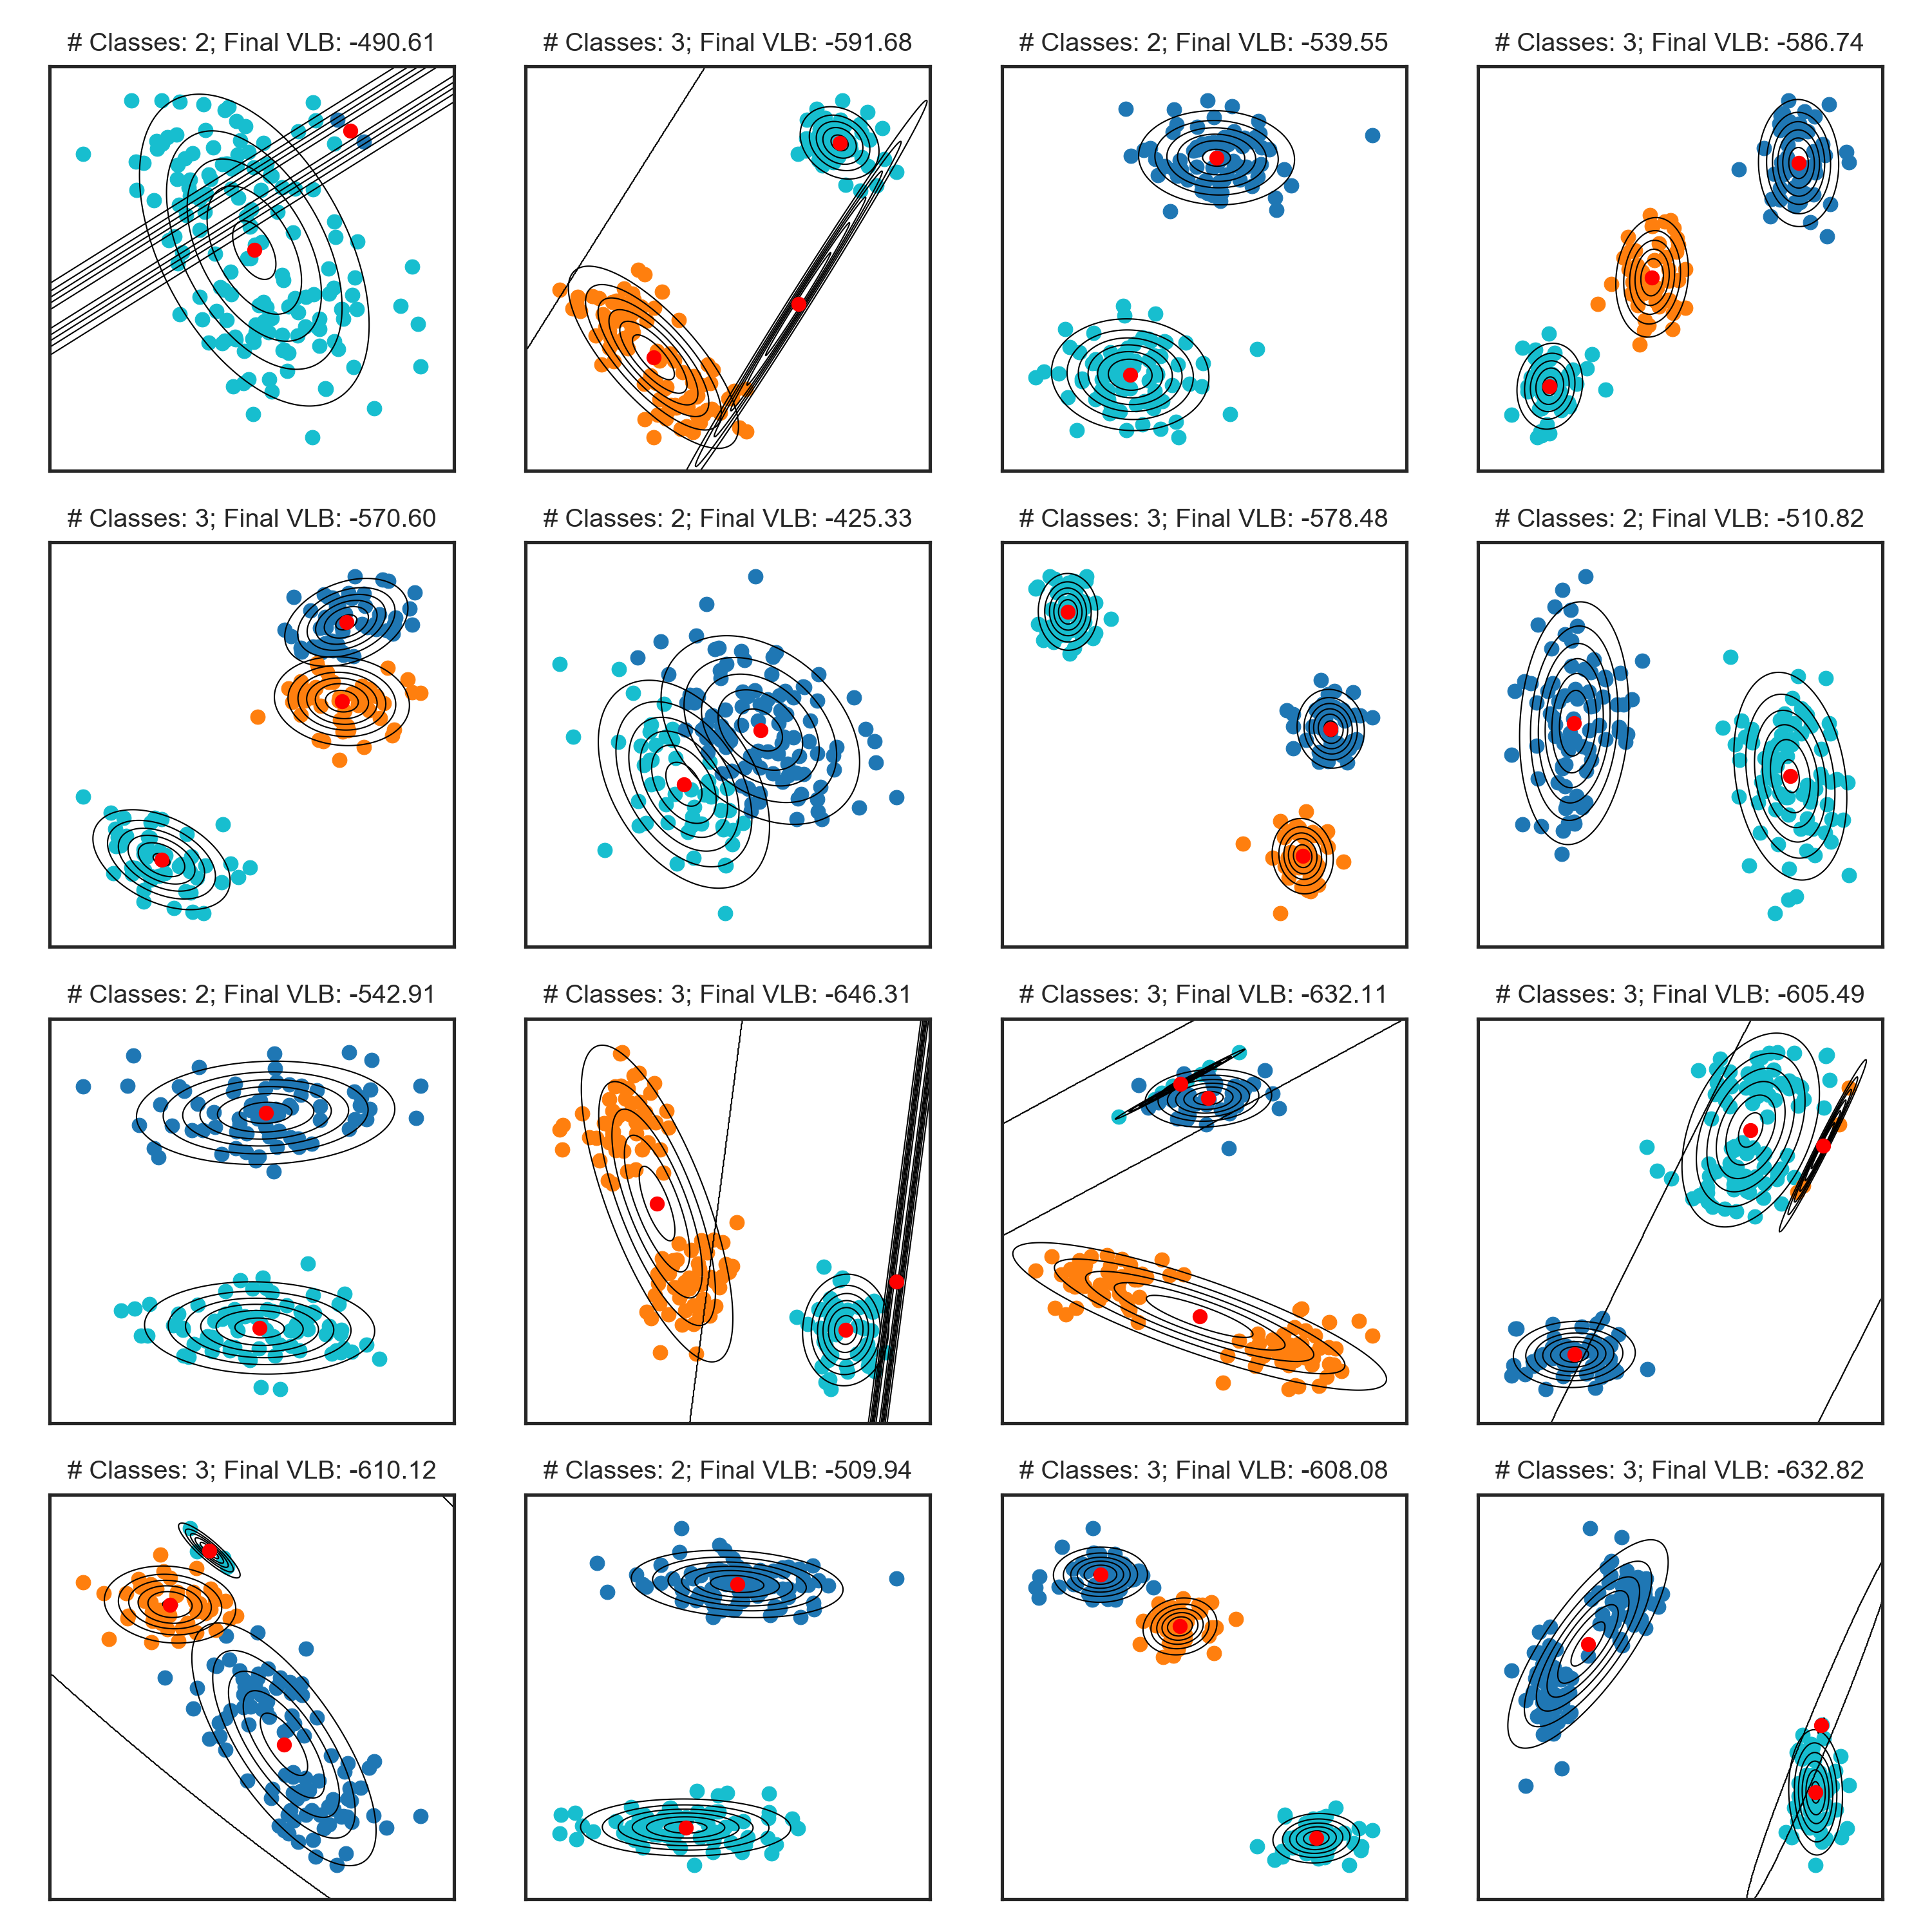 # Classes: 2; Final VLB: -490.61
# Classes: 3; Final VLB: -591.68
# Classes: 2; Final VLB: -539.55
# Classes: 3; Final VLB: -586.74
# Classes: 3; Final VLB: -570.60
# Classes: 2; Final VLB: -425.33
# Classes: 3; Final VLB: -578.48
# Classes: 2; Final VLB: -510.82
# Classes: 2; Final VLB: -542.91
# Classes: 3; Final VLB: -646.31
# Classes: 3; Final VLB: -632.11
# Classes: 3; Final VLB: -605.49
# Classes: 3; Final VLB: -610.12
# Classes: 2; Final VLB: -509.94
# Classes: 3; Final VLB: -608.08
# Classes: 3; Final VLB: -632.82